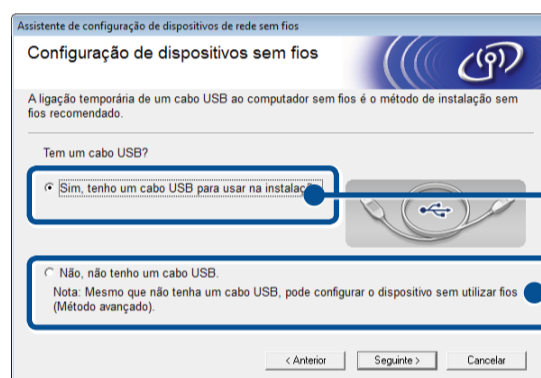 Assistente de configuração de dispositivos de rede sem fios
Configuração de dispositivos sem fios
A ligação temporária de um cabo USB ao computador sem fios é o método de instalação sem
fios recomendado.
Tem um cabo USB?
Sim, tenho um cabo USB para usar na instalação
Não, não tenho um cabo USB.
Nota: Mesmo que não tenha um cabo USB, pode configurar o dispositivo sem utilizar fios
(Método avançado).
< Anterior
Seguinte >
Cancelar